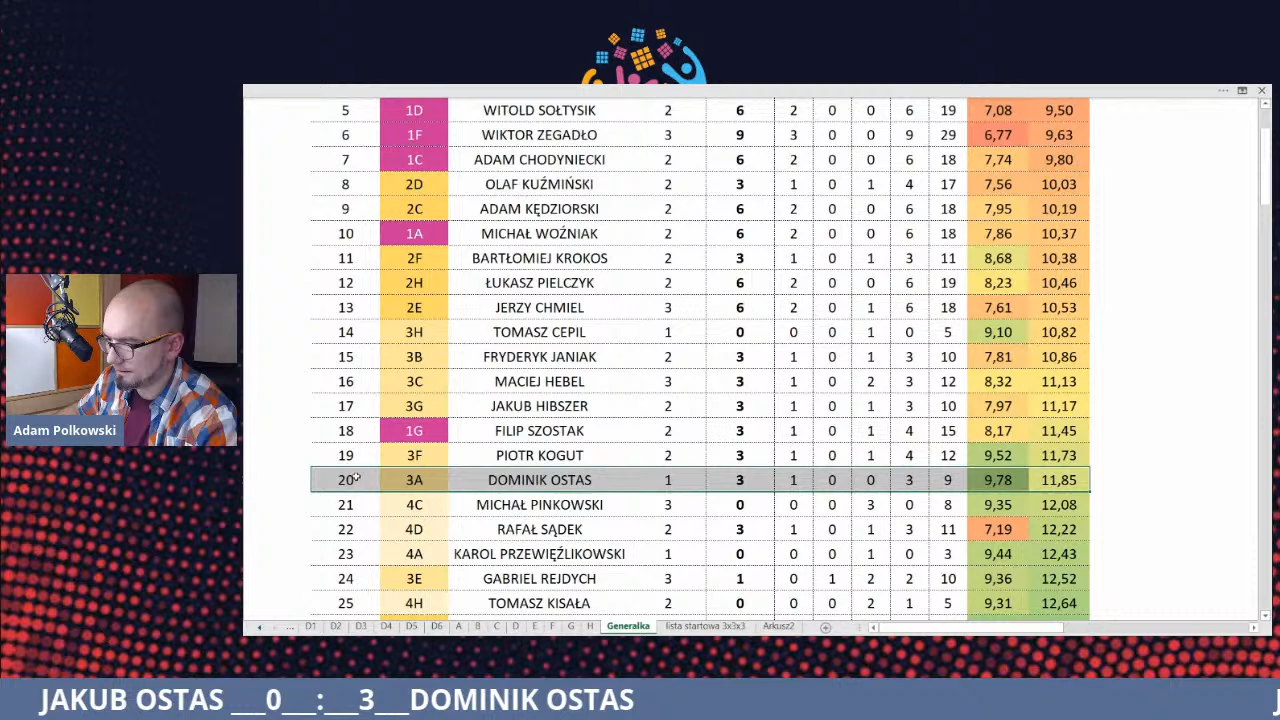 5 1D WITOLD SOŁTYSIK 2 6 2 0 0 6 19 7,08 9,50
6 1F WIKTOR ZEGADŁO 3 9 3 0 0 9 29 6,77 9,63
7 1C ADAM CHODYNIECKI 2 6 2 0 0 6 18 7,74 9,80
8 2D OLAF KUŹMIŃSKI 2 3 1 0 1 4 17 7,56 10,03
9 2C ADAM KĘDZIORSKI 2 6 2 0 0 6 18 7,95 10,19
10 1A MICHAŁ WOŹNIAK 2 6 2 0 0 6 18 7,86 10,37
11 2F BARTŁOMIEJ KROKOS 2 3 1 0 1 3 11 8,68 10,38
12 2H ŁUKASZ PIELCZYK 2 6 2 0 0 6 19 8,23 10,46
13 2E JERZY CHMIEL 3 6 2 0 1 6 18 7,61 10,53
14 3H TOMASZ CEPIL 1 0 0 0 1 0 5 9,10 10,82
15 3B FRYDERYK JANIAK 2 3 1 0 1 3 10 7,81 10,86
16 3C MACIEJ HEBEL 3 3 1 0 2 3 12 8,32 11,13
17 3G JAKUB HIBSZER 2 3 1 0 1 3 10 7,97 11,17
18 1G FILIP SZOSTAK 2 3 1 0 1 4 15 8,17 11,45
19 3F PIOTR KOGUT 2 3 1 0 1 4 12 9,52 11,73
20 3A DOMINIK OSTAS 1 3 1 0 0 3 9 9,78 11,85
21 4C MICHAŁ PINKOWSKI 3 0 0 0 3 0 8 9,35 12,08
22 4D RAFAŁ SĄDEK 2 3 1 0 1 3 11 7,19 12,22
23 4A KAROL PRZEWIĘŹLIKOWSKI 1 0 0 0 1 0 3 9,44 12,43
24 3E GABRIEL REJDYCH 3 1 0 1 2 2 10 9,36 12,52
25 4H TOMASZ KISAŁA 2 0 0 0 2 1 5 9,31 12,64
Adam Polkowski
... D1 D2 D3 D4 D5 D6 A B C D E F G H Generalka lista startowa 3x3x3 Arkusz2
JAKUB OSTAS ___0___:___3___DOMINIK OSTAS